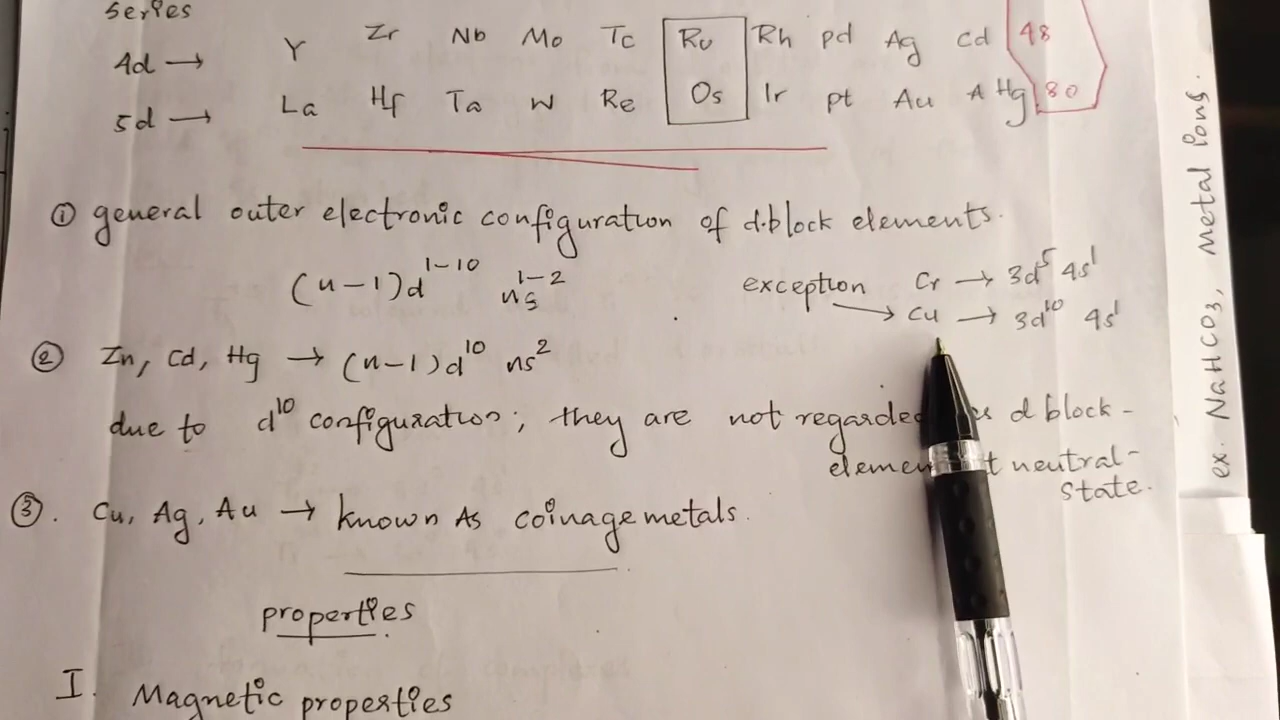 series
4d → Y Zr Nb Mo Tc Ru Rh pd Ag Cd 48
5d → La Hf Ta W Re Os Ir pt Au A Hg 80
① general outer electronic configuration of d-block elements.
(n-1)d¹⁻¹⁰ ns¹⁻²
exception Cr → 3d⁵ 4s¹
→ Cu → 3d¹⁰ 4s¹
② Zn, Cd, Hg → (n-1)d¹⁰ ns²
due to d¹⁰ configuration; they are not regarded d block-
neutral-
state.
③. Cu, Ag, Au → known As coinage metals.
properties
I. Magnetic properties
ex. NaHCO3, Metal